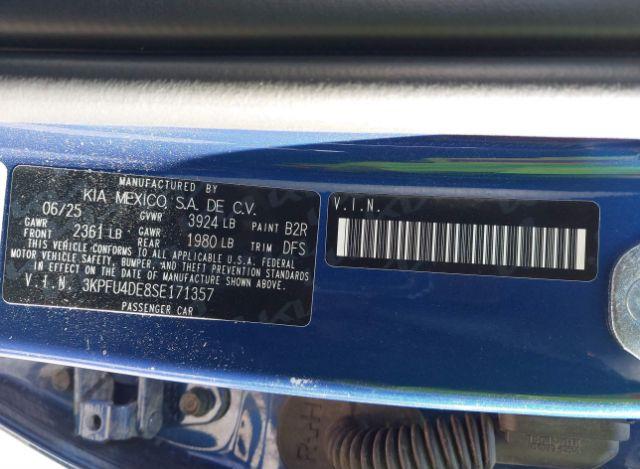 MANUFACTURED BY
KIA MEXICO, S.A. DE C.V.
06/25 GVWR 3924 LB PAINT B2R
GAWR FRONT 2361 LB GAWR REAR 1980 LB TRIM DFS
THIS VEHICLE CONFORMS TO ALL APPLICABLE U.S.A. FEDERAL
MOTOR VEHICLE SAFETY, BUMPER, AND THEFT PREVENTION STANDARDS
IN EFFECT ON THE DATE OF MANUFACTURE SHOWN ABOVE.
V.I.N. 3KPFU4DE8SE171357
PASSENGER CAR
V.I.N.